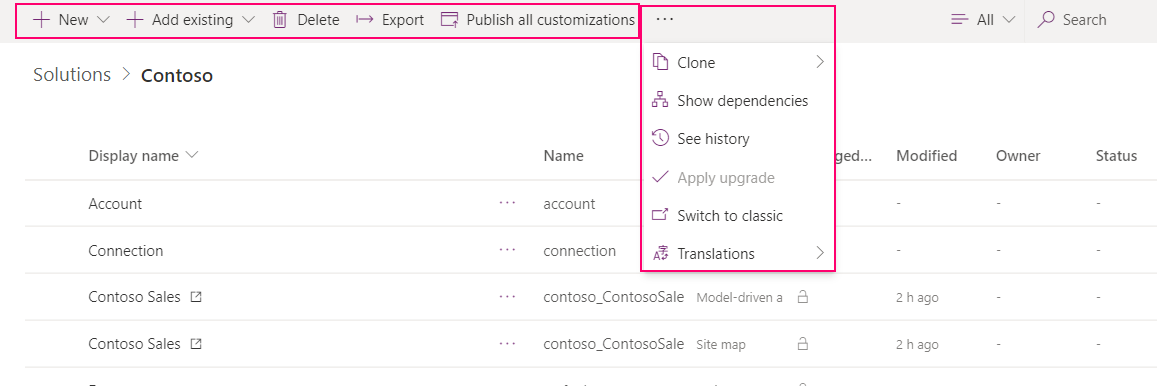 New Add existing Delete Export Publish all customizations ... All Search
Clone
Solutions > Contoso
Show dependencies
See history
Display name Name ged... Modified Owner Status
Apply upgrade
Account ... account - - -
Switch to classic
Connection ... connection - - -
Translations
Contoso Sales ... contoso_ContosoSale Model-driven a 2 h ago - -
Contoso Sales ... contoso_ContosoSale Site map 2 h ago - -